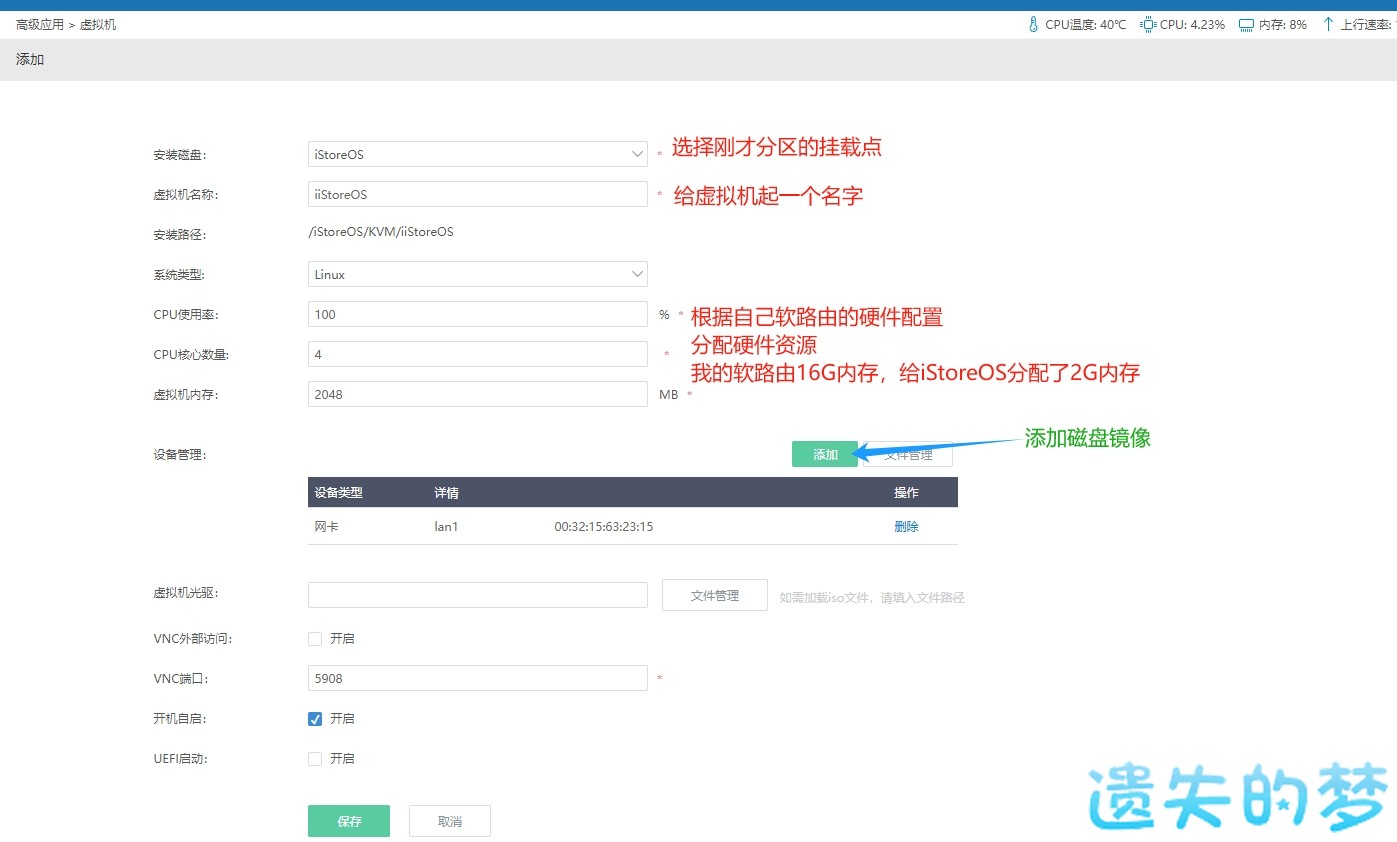 高级应用 > 虚拟机
CPU温度: 40℃ CPU: 4.23% 内存: 8% 上行速率:
添加
安装磁盘: iStoreOS * 选择刚才分区的挂载点
虚拟机名称: iiStoreOS * 给虚拟机起一个名字
安装路径: /iStoreOS/KVM/iiStoreOS
系统类型: Linux
CPU使用率: 100 % * 根据自己软路由的硬件配置
分配硬件资源
CPU核心数量: 4 *
我的软路由16G内存，给iStoreOS分配了2G内存
虚拟机内存: 2048 MB *
添加磁盘镜像
设备管理: 添加 文件管理
设备类型 详情 操作
网卡 lan1 00:32:15:63:23:15 删除
虚拟机光驱: 文件管理 如需加载iso文件，请填入文件路径
VNC外部访问: 开启
VNC端口: 5908 *
开机自启: 开启
UEFI启动: 开启
保存 取消
遗失的梦